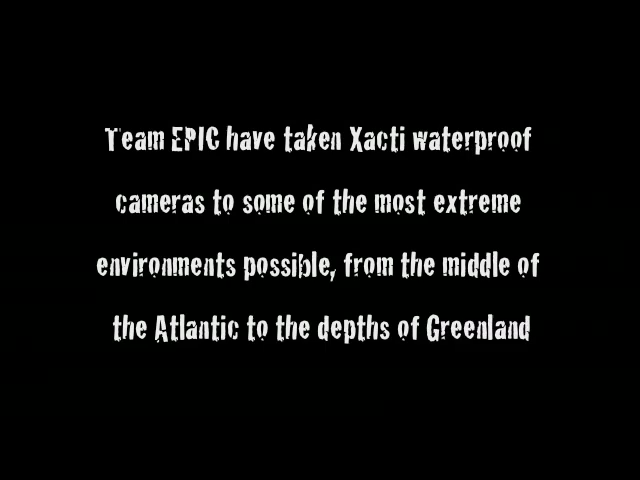 Team EPIC have taken Xacti waterproof
cameras to some of the most extreme
environments possible, from the middle of
the Atlantic to the depths of Greenland